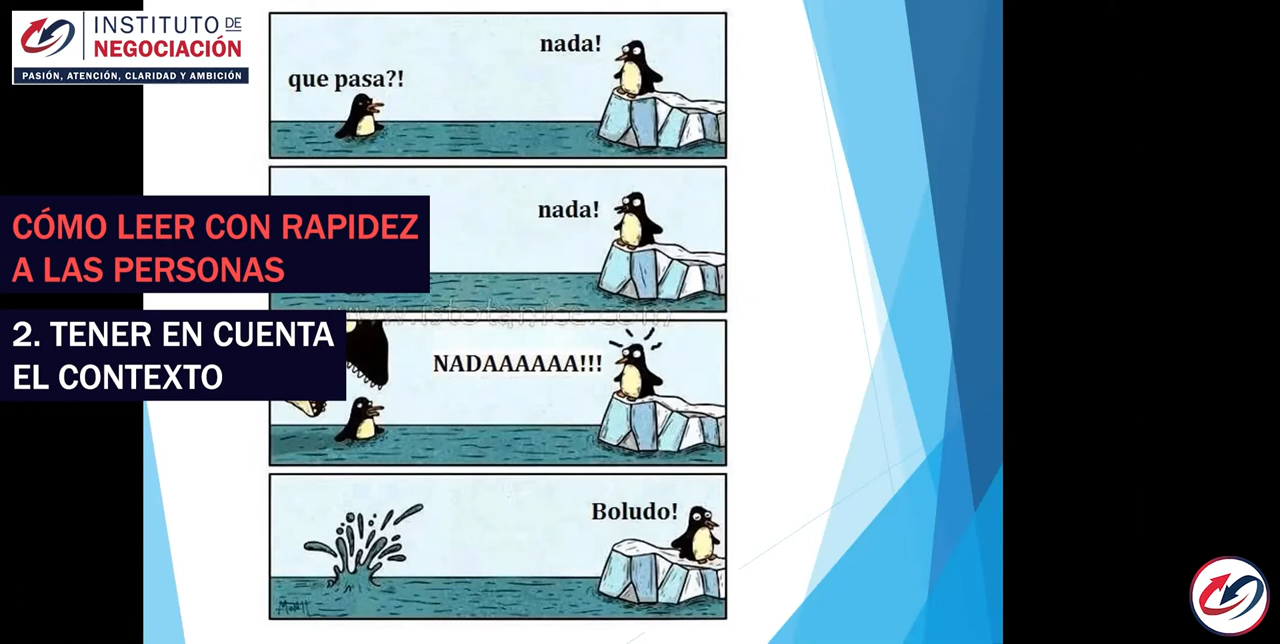 INSTITUTO DE
NEGOCIACIÓN
PASIÓN, ATENCIÓN, CLARIDAD Y AMBICIÓN
nada!
que pasa?!
nada!
CÓMO LEER CON RAPIDEZ
A LAS PERSONAS
2. TENER EN CUENTA
EL CONTEXTO
NADAAAAAA!!!
Boludo!